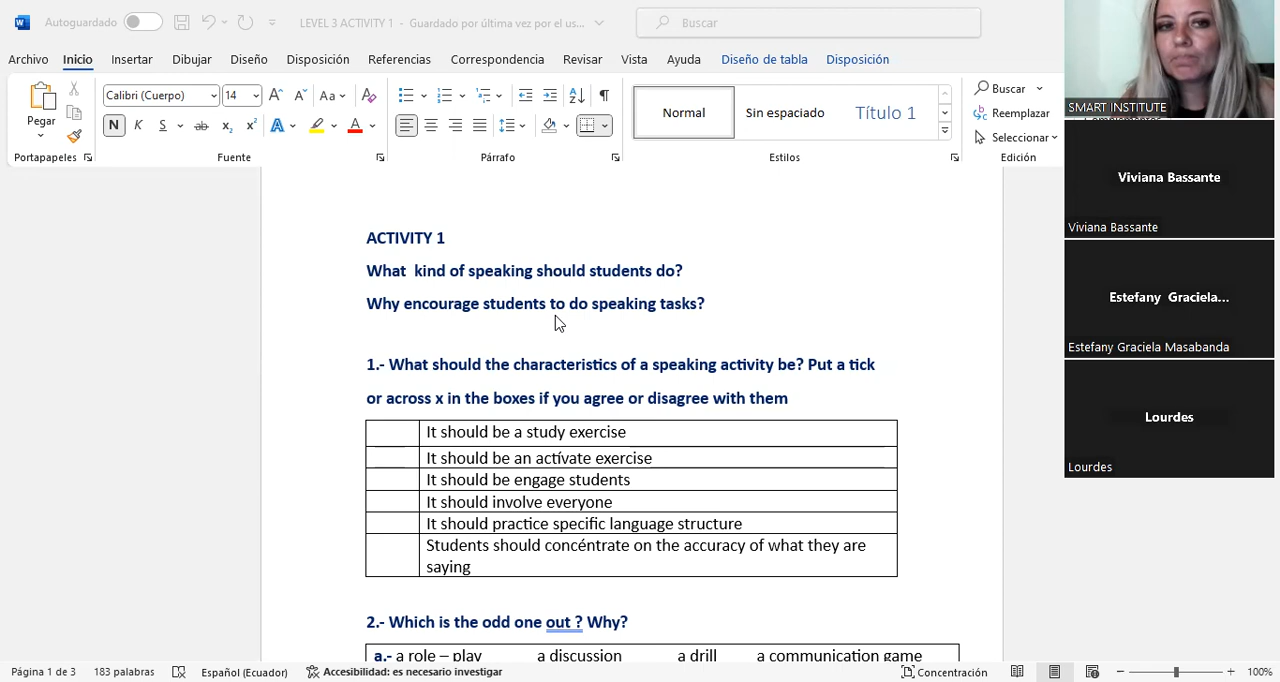 Autoguardado
LEVEL 3 ACTIVITY 1 - Guardado por última vez por el us...
Buscar
Archivo Inicio Insertar Dibujar Diseño Disposición Referencias Correspondencia Revisar Vista Ayuda Diseño de tabla Disposición
Pegar
Calibri (Cuerpo) 14
Normal Sin espaciado Título 1
Buscar
Reemplazar
Seleccionar
Portapapeles Fuente Párrafo Estilos Edición
ACTIVITY 1
What kind of speaking should students do?
Why encourage students to do speaking tasks?
1.- What should the characteristics of a speaking activity be? Put a tick
or across x in the boxes if you agree or disagree with them
It should be a study exercise
It should be an actívate exercise
It should be engage students
It should involve everyone
It should practice specific language structure
Students should concéntrate on the accuracy of what they are
saying
2.- Which is the odd one out ? Why?
a.- a role – play a discussion a drill a communication game
SMART INSTITUTE
Viviana Bassante
Viviana Bassante
Estefany Graciela...
Estefany Graciela Masabanda
Lourdes
Lourdes
Página 1 de 3 183 palabras Español (Ecuador) Accesibilidad: es necesario investigar Concentración 100%